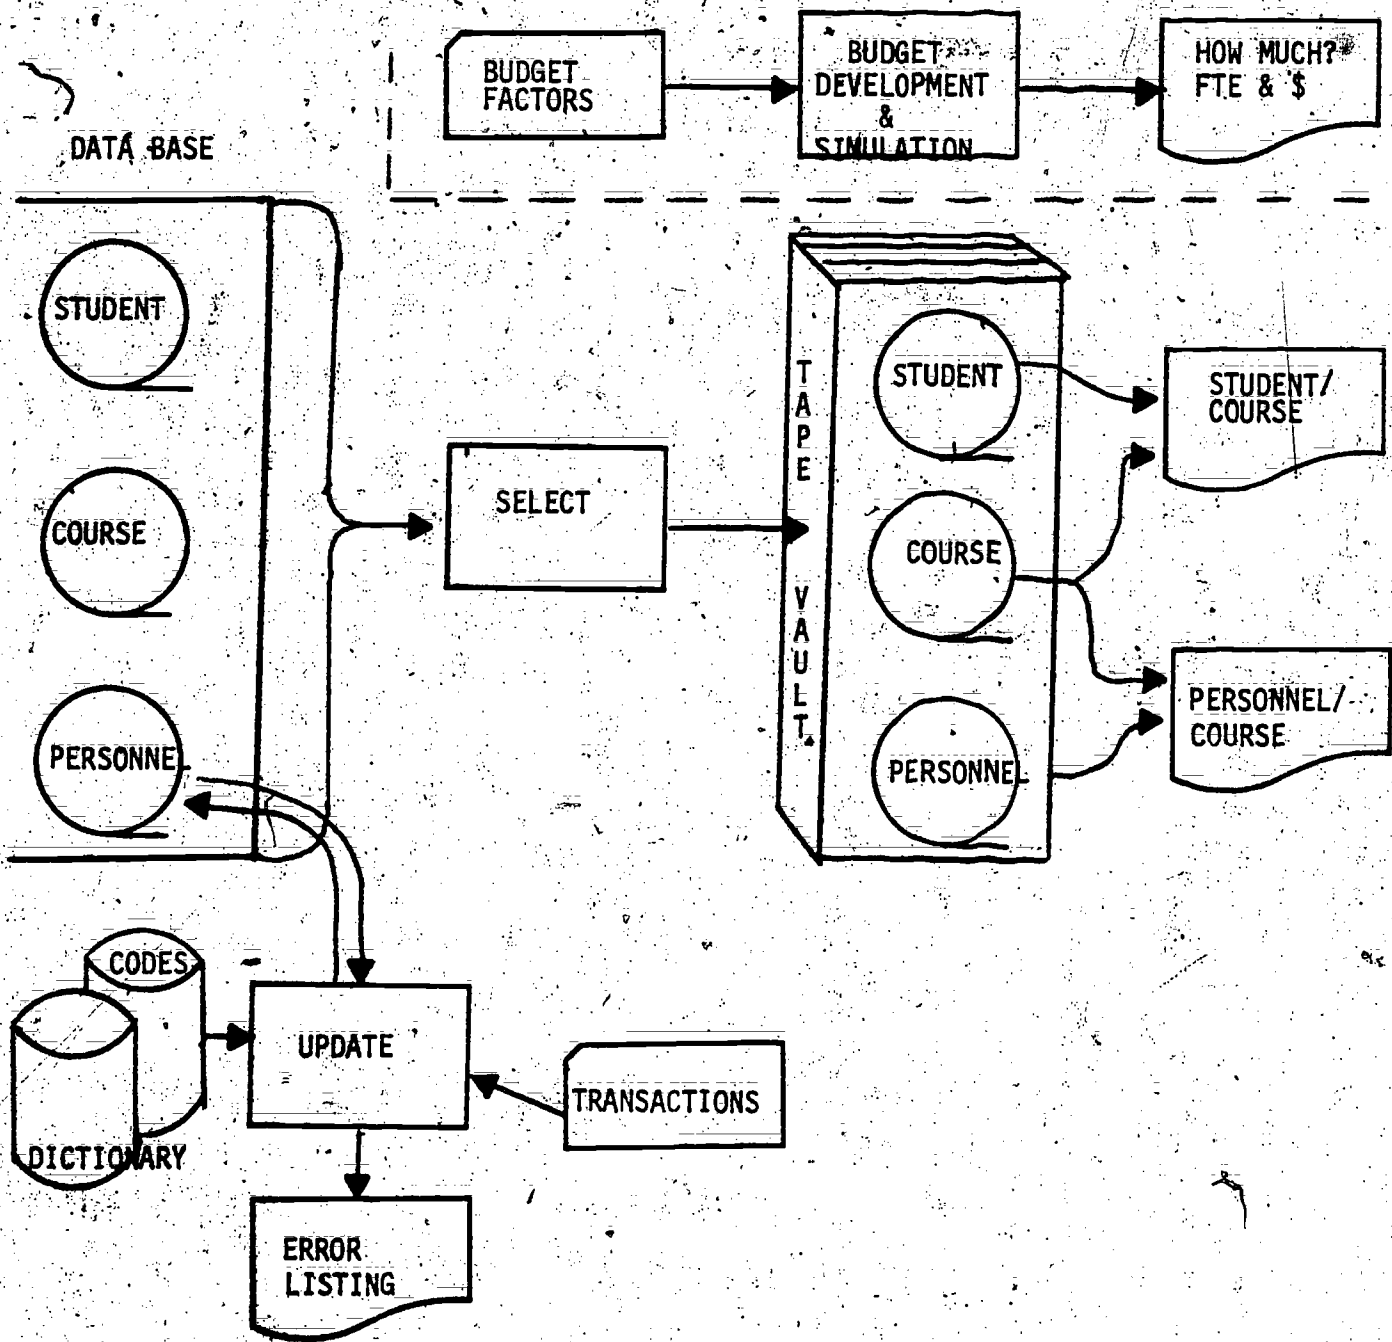 BUDGET
FACTORS
BUDGET
DEVELOPMENT
&
SIMULATION
HOW MUCH?
FTE & $
DATA BASE
STUDENT
COURSE
PERSONNEL
SELECT
TAPE VAULT
STUDENT
COURSE
PERSONNEL
STUDENT/
COURSE
PERSONNEL/
COURSE
CODES
DICTIONARY
UPDATE
TRANSACTIONS
ERROR
LISTING